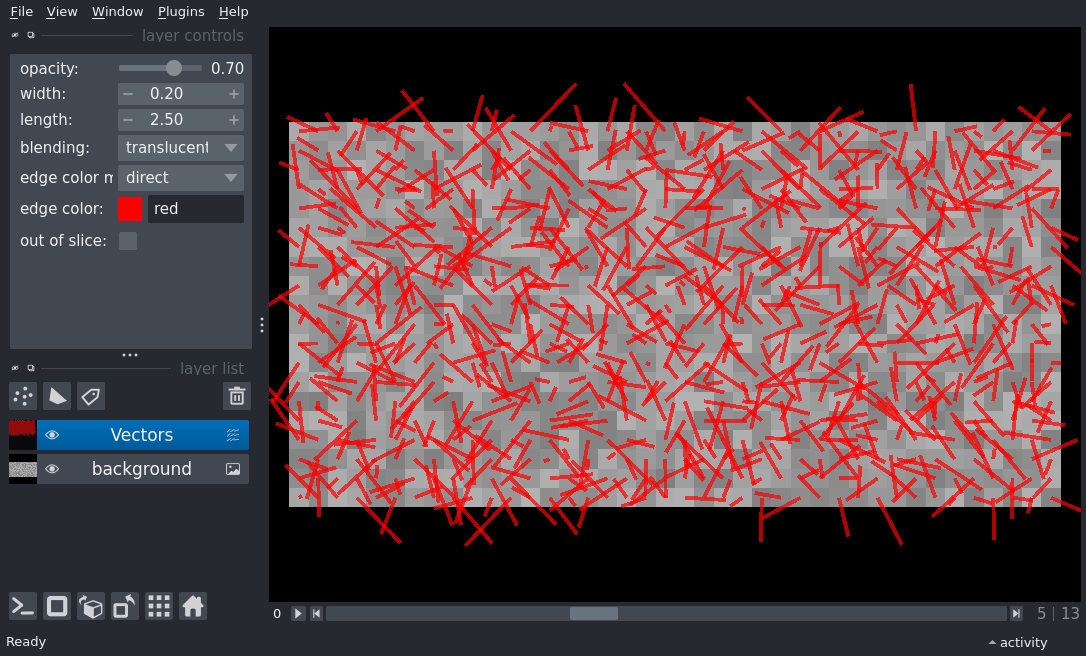 File View Window Plugins Help
layer controls
opacity: 0.70
width: − 0.20 +
length: − 2.50 +
blending: translucent
edge color m direct
edge color: red
out of slice:
layer list
Vectors
background
0 5 | 13
Ready activity